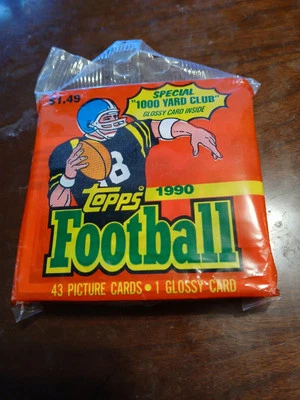 $1.49
SPECIAL
"1000 YARD CLUB"
GLOSSY CARD INSIDE
8
TOPPS
1990
Football
43 PICTURE CARDS • 1 GLOSSY CARD